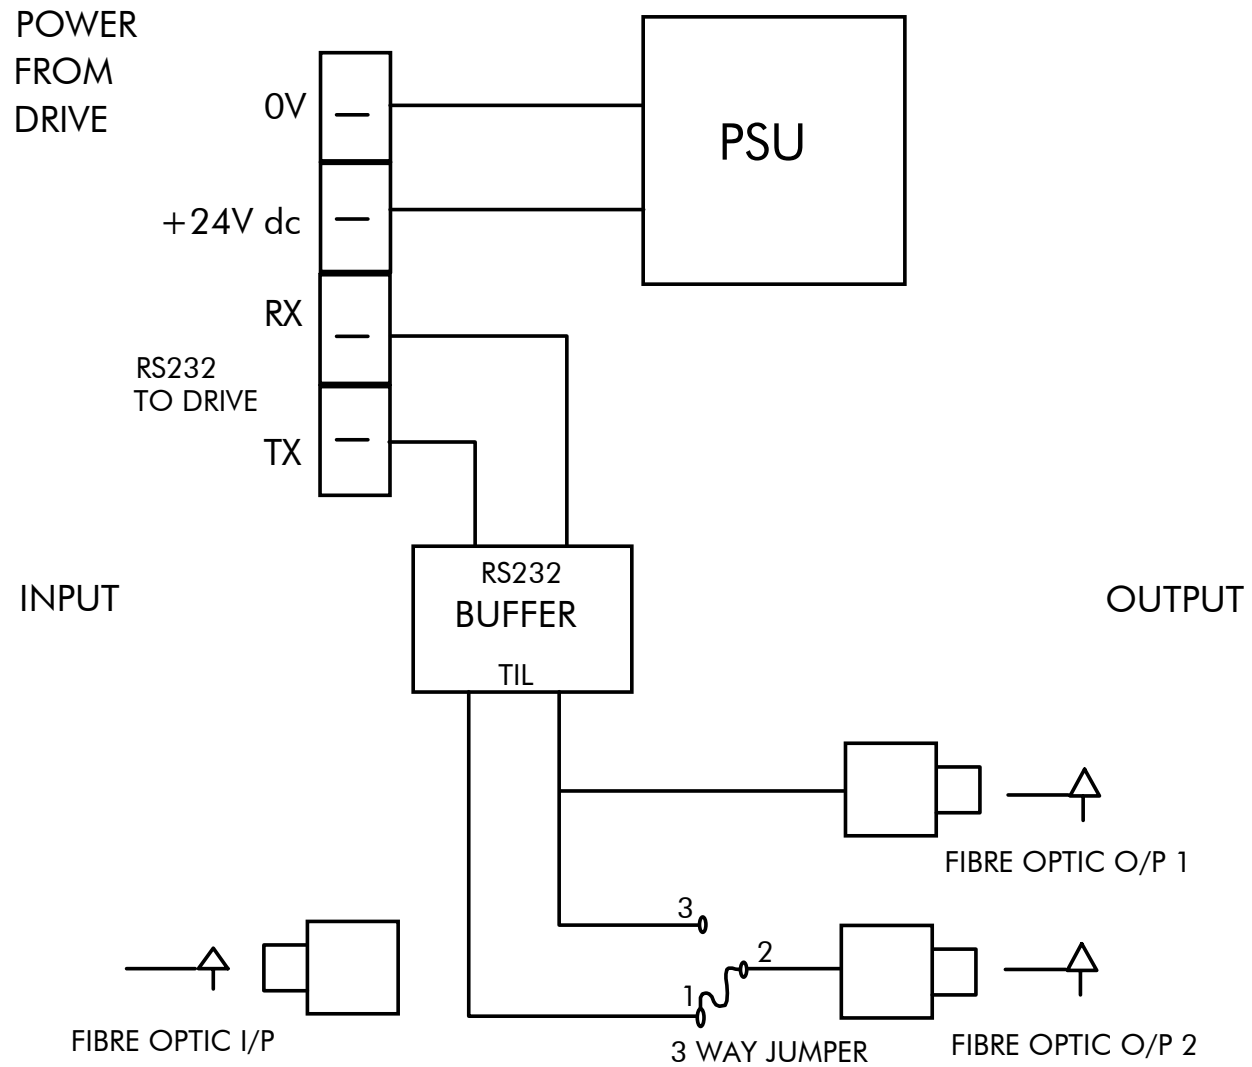 POWER
FROM
DRIVE
0V
PSU
+24V dc
RX
RS232
TO DRIVE
TX
RS232
BUFFER
TIL
INPUT
OUTPUT
FIBRE OPTIC O/P 1
3
2
1
FIBRE OPTIC I/P
3 WAY JUMPER
FIBRE OPTIC O/P 2